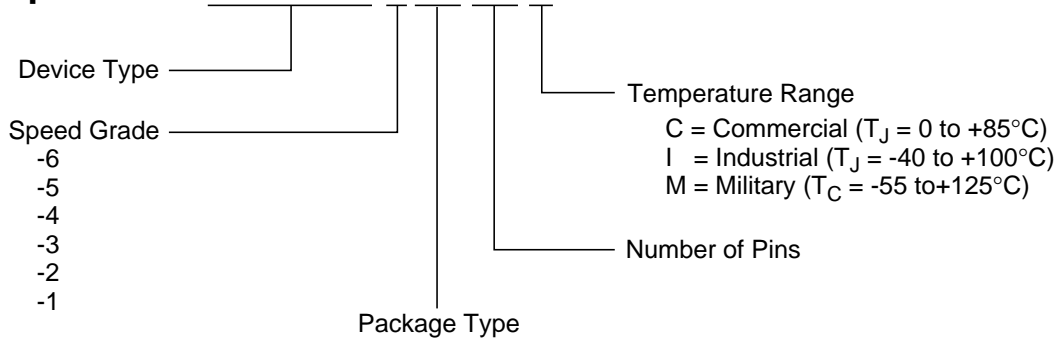 Device Type
Speed Grade
-6
-5
-4
-3
-2
-1
Package Type
Number of Pins
Temperature Range
C = Commercial (TJ = 0 to +85°C)
I = Industrial (TJ = -40 to +100°C)
M = Military (TC = -55 to+125°C)